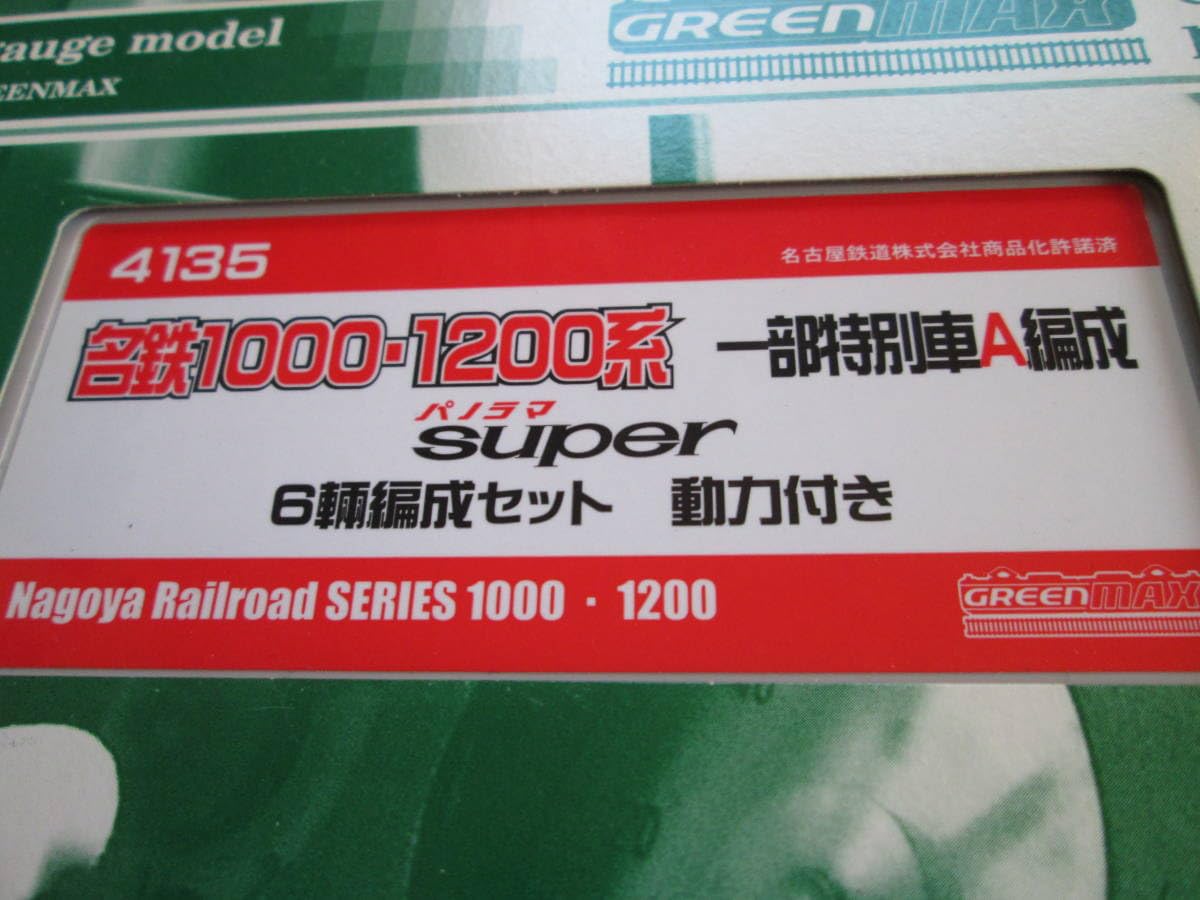 gauge model
GREENMAX
EENMAX
4135
名古屋鉄道株式会社商品化許諾済
名鉄1000・1200系 一部特別車A編成
パノラマ
super
6輌編成セット 動力付き
Nagoya Railroad SERIES 1000・1200
GREENMAX